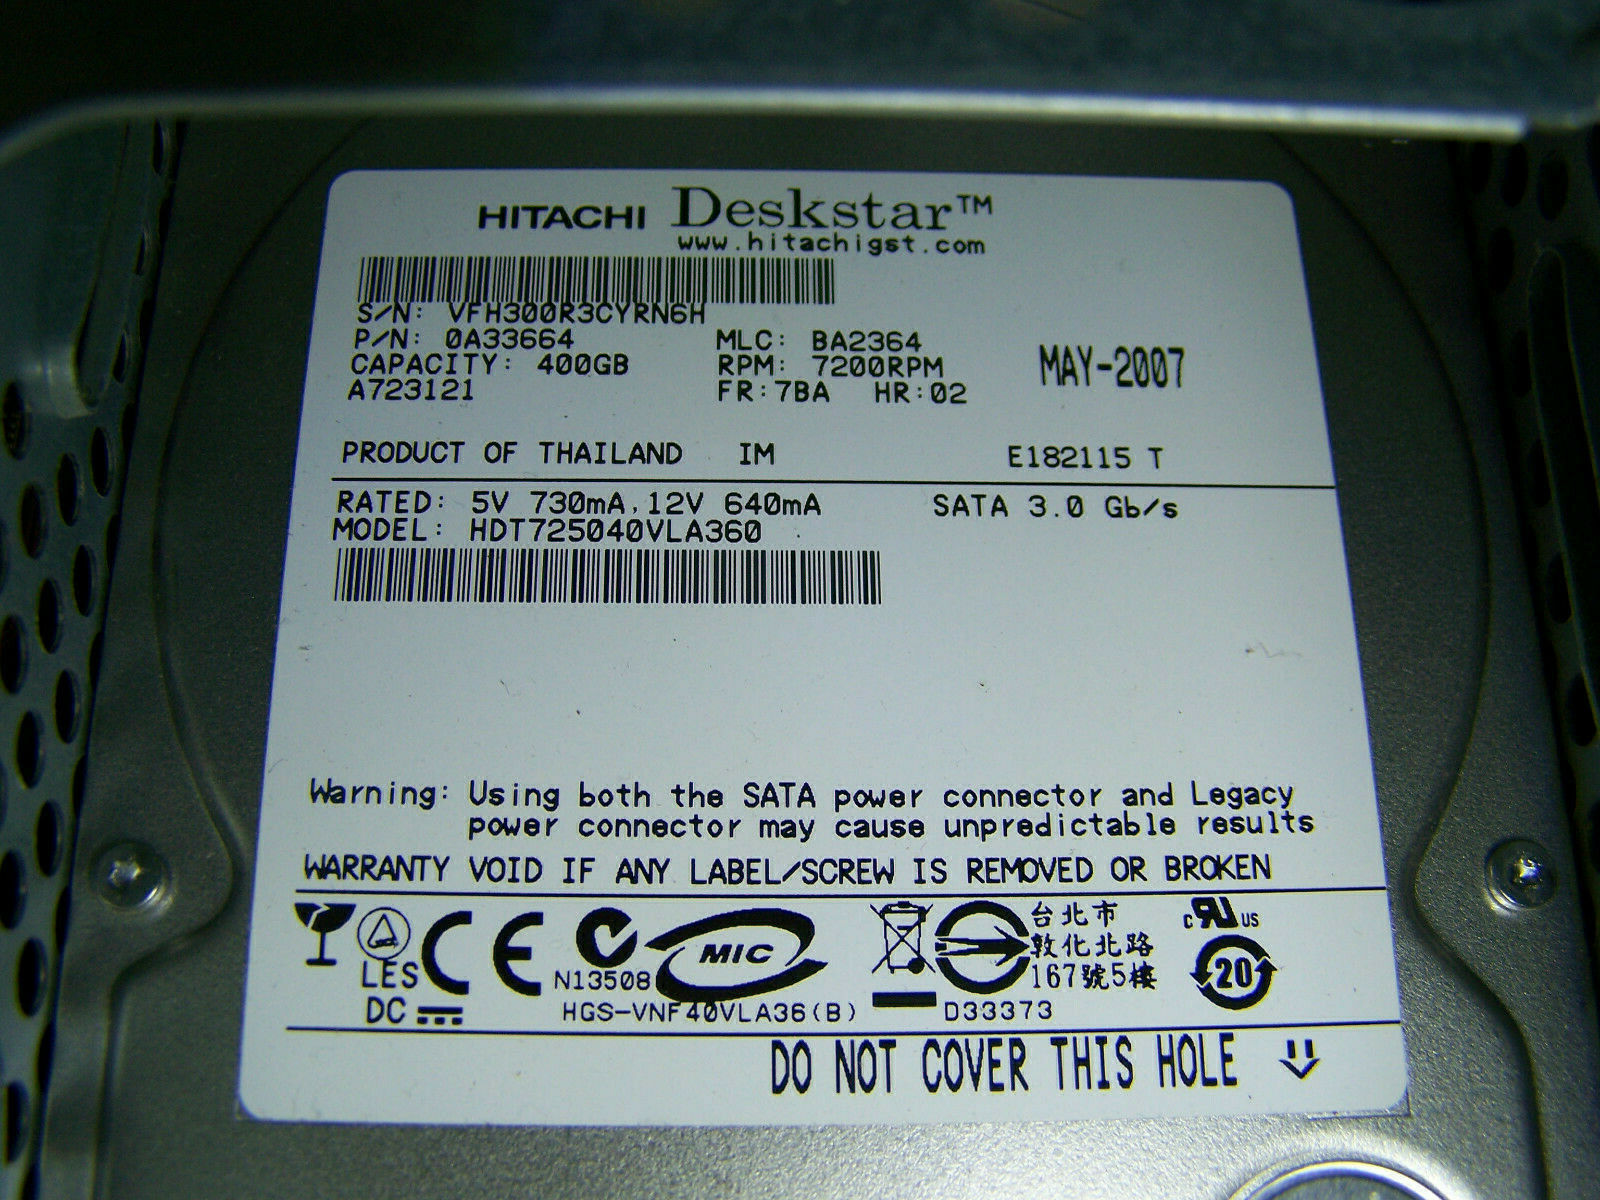 HITACHI Deskstar™
www.hitachigst.com
S/N: VFH300R3CYRN6H
P/N: 0A33664 MLC: BA2364
CAPACITY: 400GB RPM: 7200RPM MAY-2007
A723121 FR:7BA HR:02
PRODUCT OF THAILAND IM E182115 T
RATED: 5V 730mA,12V 640mA SATA 3.0 Gb/s
MODEL: HDT725040VLA360
Warning: Using both the SATA power connector and Legacy
power connector may cause unpredictable results
WARRANTY VOID IF ANY LABEL/SCREW IS REMOVED OR BROKEN
LES CE N13508 MIC
台北市
敦化北路
167號5樓
c RU US
20
DC HGS-VNF40VLA36(B) D33373
DO NOT COVER THIS HOLE